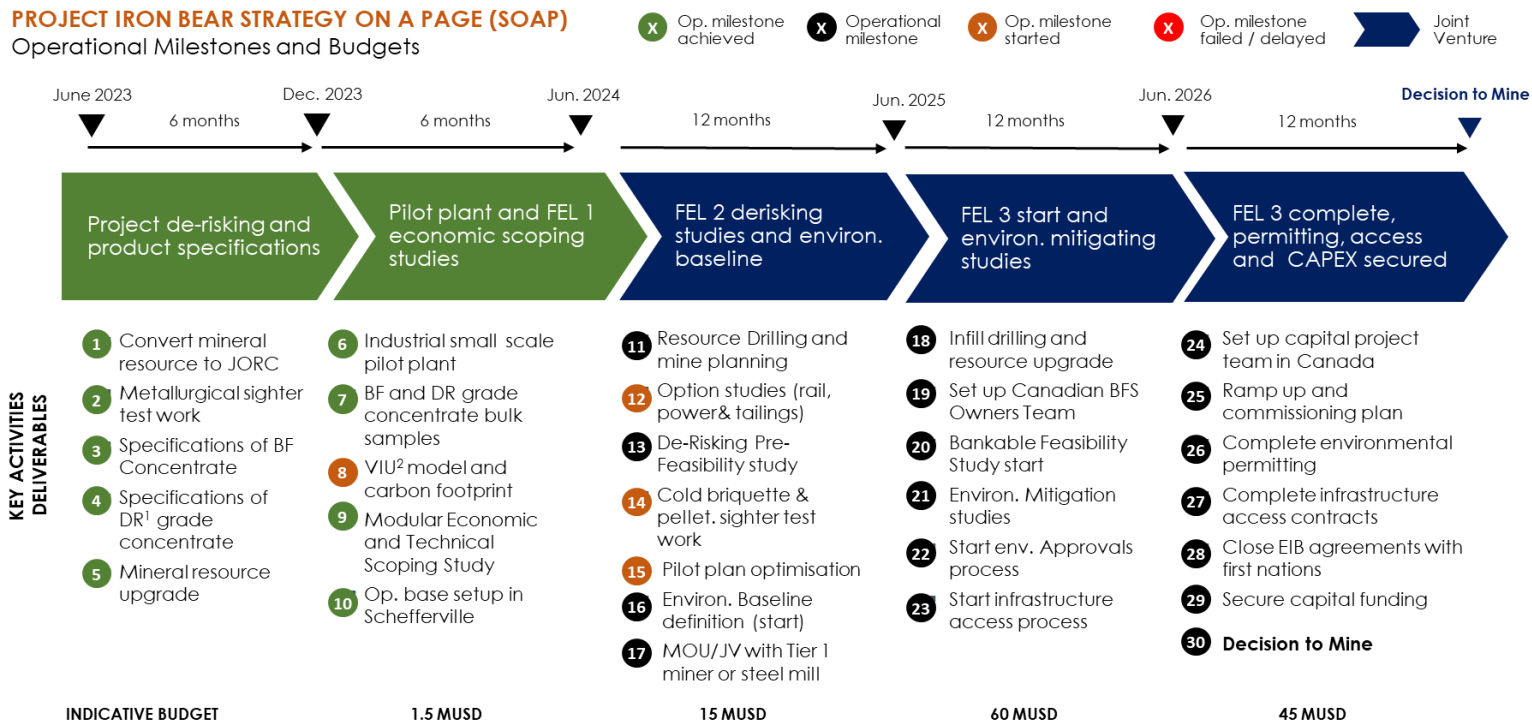 PROJECT IRON BEAR STRATEGY ON A PAGE (SOAP)
Operational Milestones and Budgets
X Op. milestone
achieved
X Operational
milestone
X Op. milestone
started
X Op. milestone
failed / delayed
Joint
Venture
June 2023
Dec. 2023
Jun. 2024
Jun. 2025
Jun. 2026
Decision to Mine
6 months
6 months
12 months
12 months
12 months
Project de-risking and
product specifications
Pilot plant and FEL 1
economic scoping
studies
FEL 2 derisking
studies and environ.
baseline
FEL 3 start and
environ. mitigating
studies
FEL 3 complete,
permitting, access
and CAPEX secured
KEY ACTIVITIES
DELIVERABLES
1 Convert mineral
resource to JORC
2 Metallurgical sighter
test work
3 Specifications of BF
Concentrate
4 Specifications of
DR¹ grade
concentrate
5 Mineral resource
upgrade
6 Industrial small scale
pilot plant
7 BF and DR grade
concentrate bulk
samples
8 VIU² model and
carbon footprint
9 Modular Economic
and Technical
Scoping Study
10 Op. base setup in
Schefferville
11 Resource Drilling and
mine planning
12 Option studies (rail,
power& tailings)
13 De-Risking Pre-
Feasibility study
14 Cold briquette &
pellet. sighter test
work
15 Pilot plan optimisation
16 Environ. Baseline
definition (start)
17 MOU/JV with Tier 1
miner or steel mill
18 Infill drilling and
resource upgrade
19 Set up Canadian BFS
Owners Team
20 Bankable Feasibility
Study start
21 Environ. Mitigation
studies
22 Start env. Approvals
process
23 Start infrastructure
access process
24 Set up capital project
team in Canada
25 Ramp up and
commissioning plan
26 Complete environmental
permitting
27 Complete infrastructure
access contracts
28 Close EIB agreements with
first nations
29 Secure capital funding
30 Decision to Mine
INDICATIVE BUDGET
1.5 MUSD
15 MUSD
60 MUSD
45 MUSD